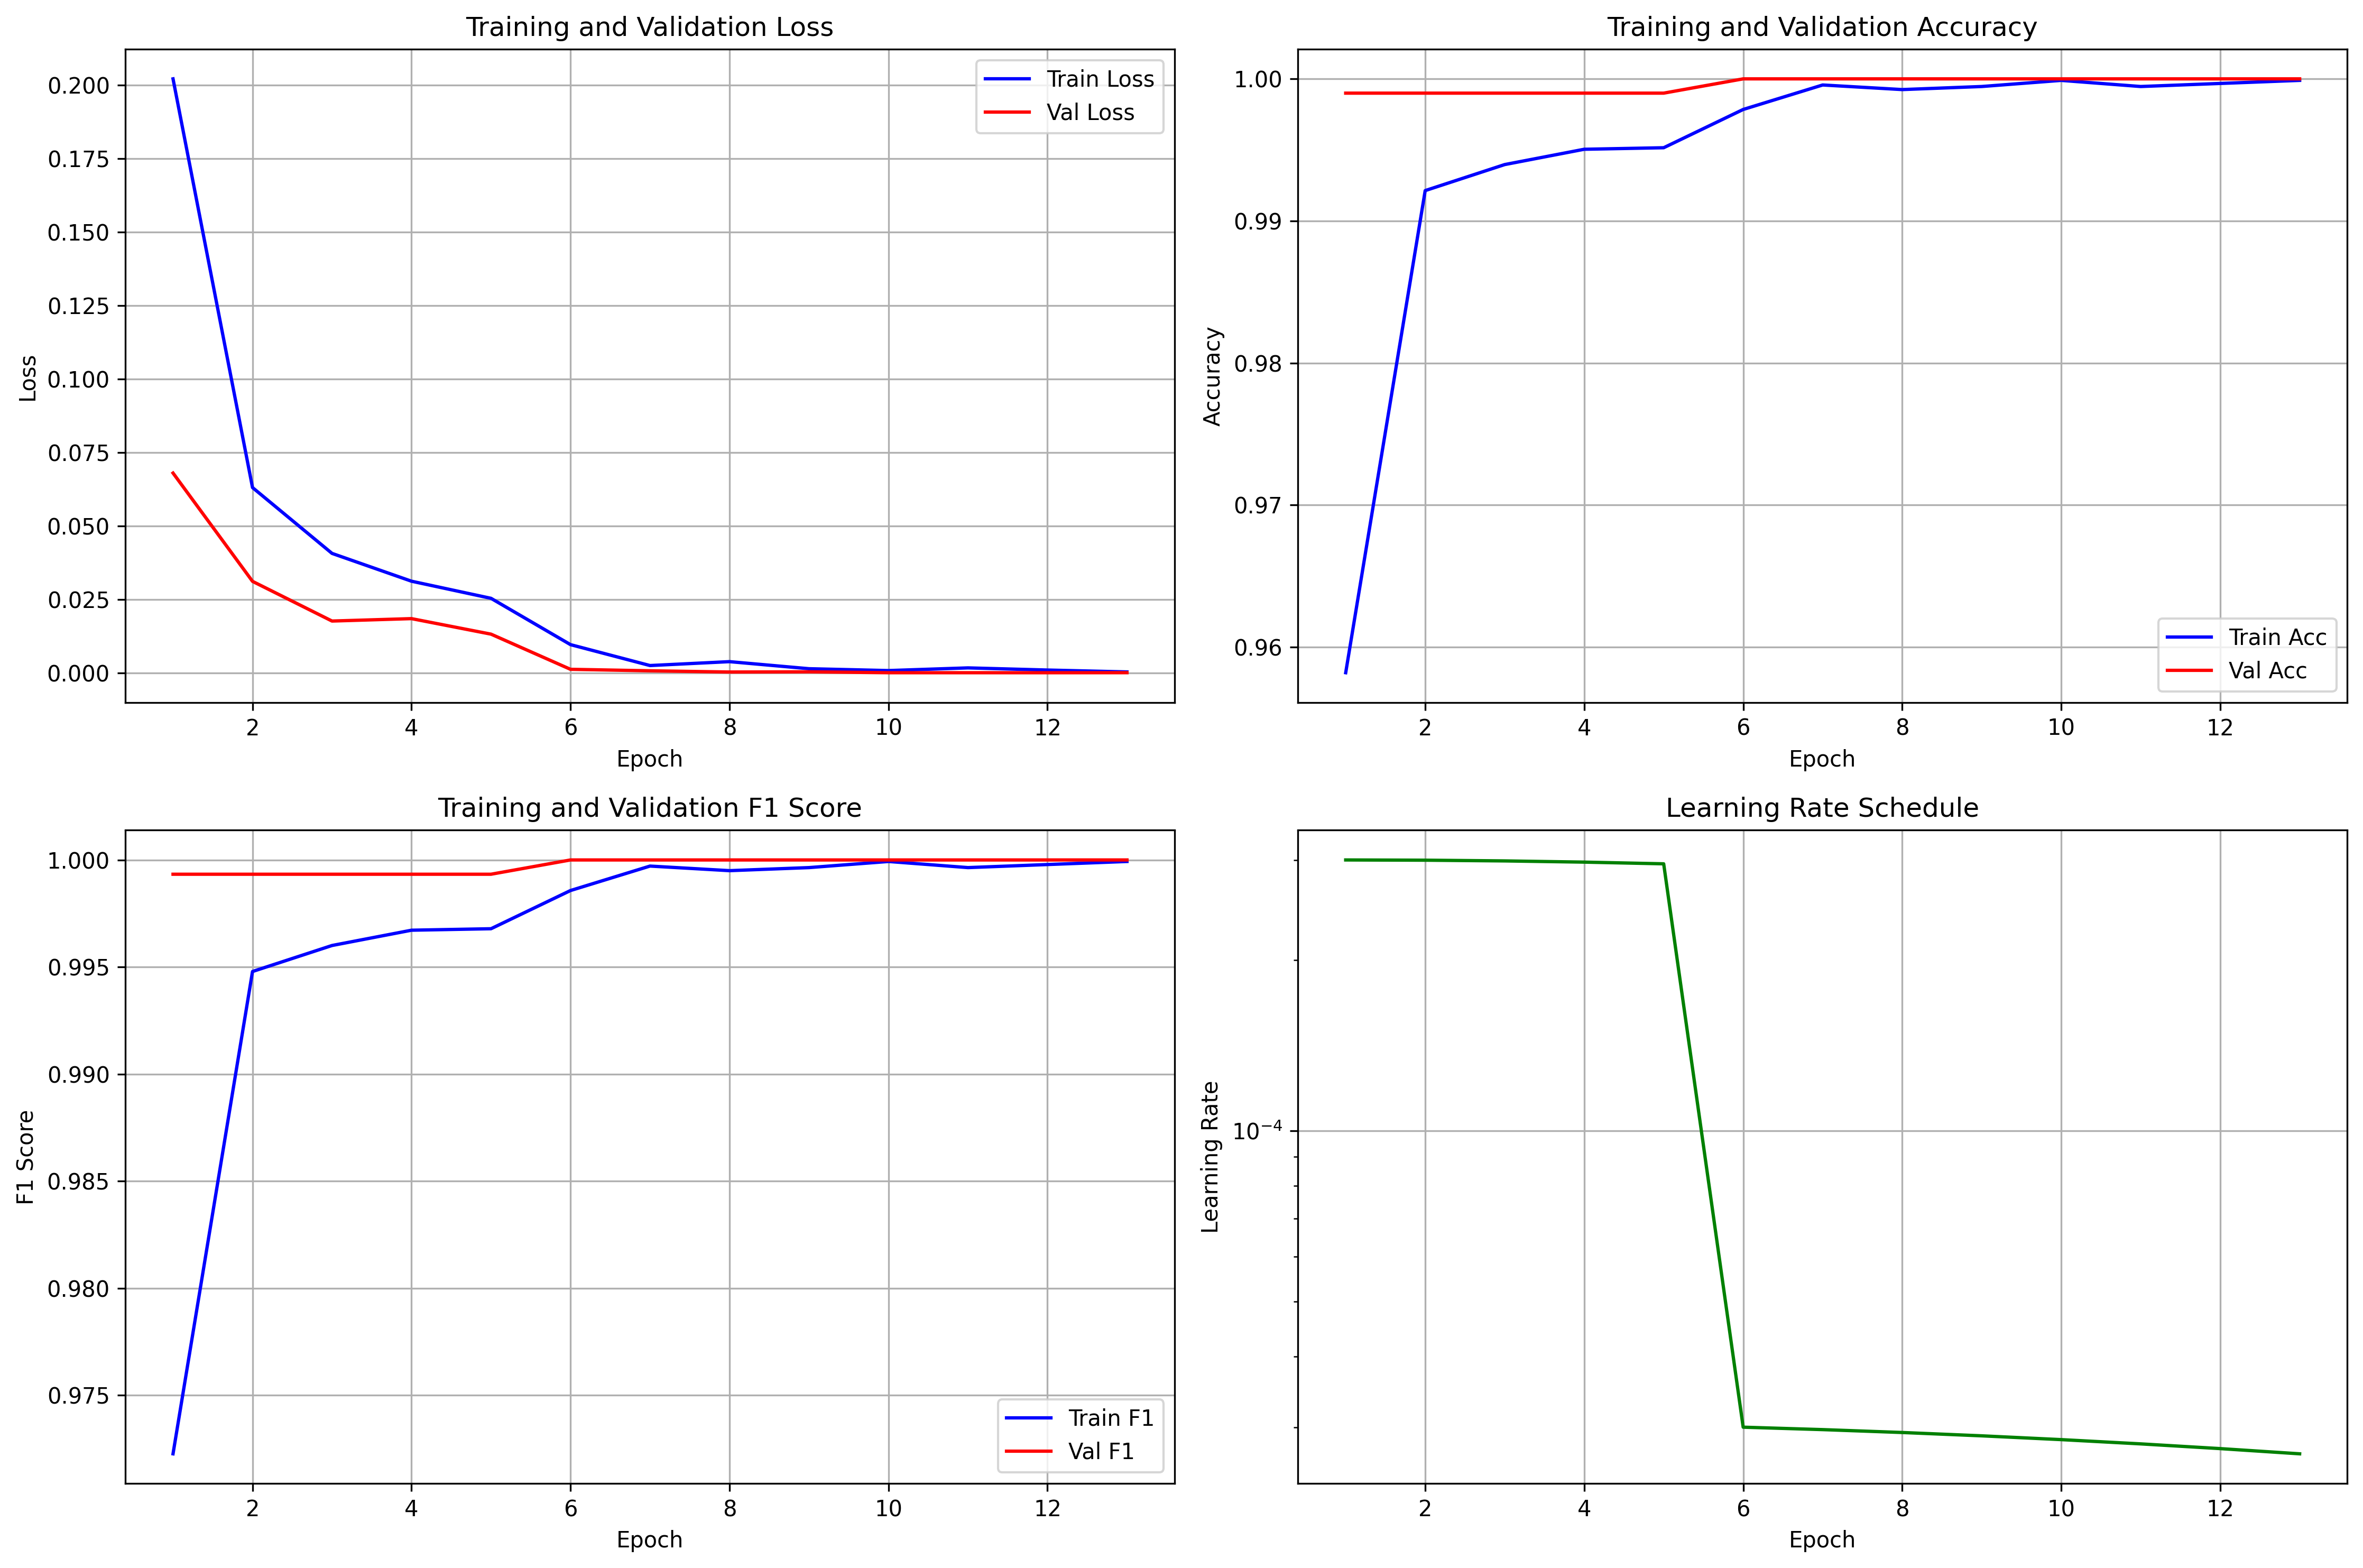 Training and Validation Loss
0.200
0.175
0.150
0.125
0.100
0.075
0.050
0.025
0.000
Loss
2 4 6 8 10 12
Epoch
Train Loss
Val Loss
Training and Validation Accuracy
1.00
0.99
0.98
0.97
0.96
Accuracy
2 4 6 8 10 12
Epoch
Train Acc
Val Acc
Training and Validation F1 Score
1.000
0.995
0.990
0.985
0.980
0.975
F1 Score
2 4 6 8 10 12
Epoch
Train F1
Val F1
Learning Rate Schedule
10⁻⁴
Learning Rate
2 4 6 8 10 12
Epoch